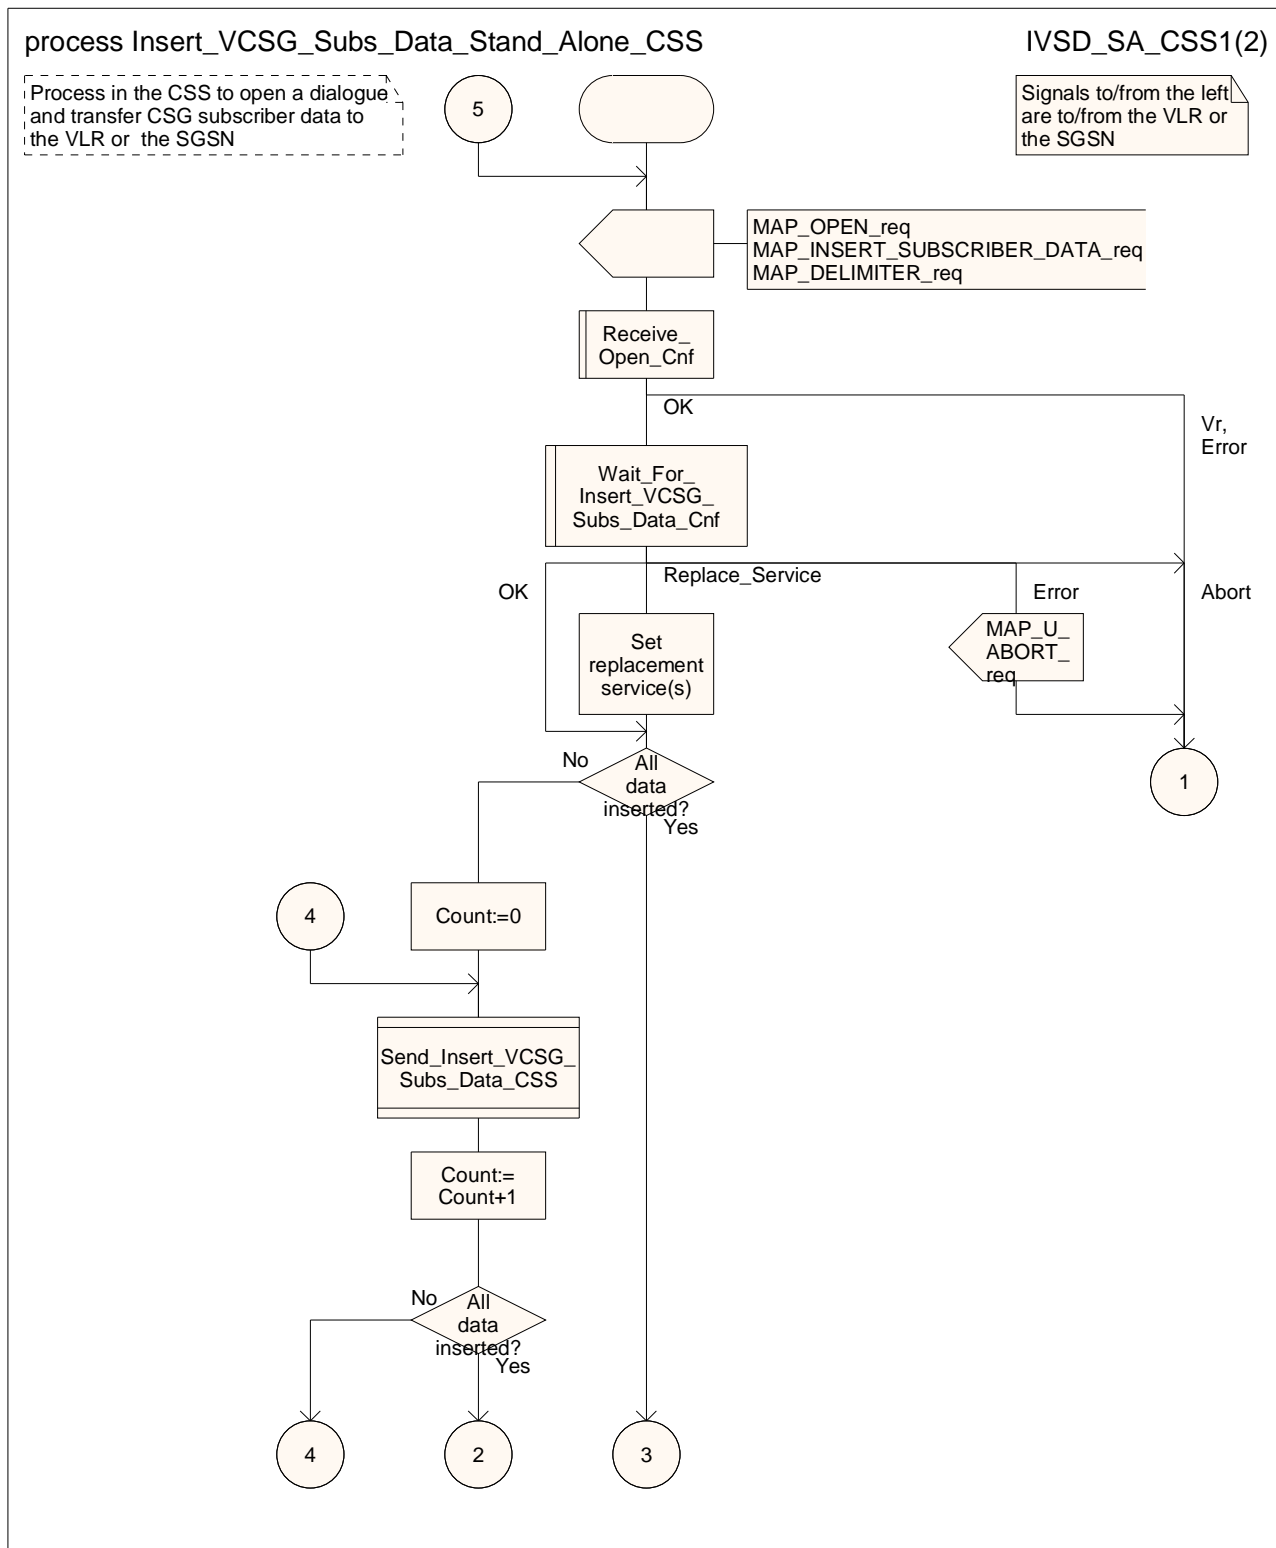 process Insert_VCSG_Subs_Data_Stand_Alone_CSS
IVSD_SA_CSS1(2)
Process in the CSS to open a dialogue
and transfer CSG subscriber data to
the VLR or  the SGSN
5
Signals to/from the left
are to/from the VLR or
the SGSN
MAP_OPEN_req
MAP_INSERT_SUBSCRIBER_DATA_req
MAP_DELIMITER_req
Receive_
Open_Cnf
OK
Vr,
Error
Wait_For_
Insert_VCSG_
Subs_Data_Cnf
OK
Replace_Service
Error
Abort
Set
replacement
service(s)
MAP_U_
ABORT_
req
No
All
data
inserted?
Yes
1
4
Count:=0
Send_Insert_VCSG_
Subs_Data_CSS
Count:=
Count+1
No
All
data
inserted?
Yes
4
2
3